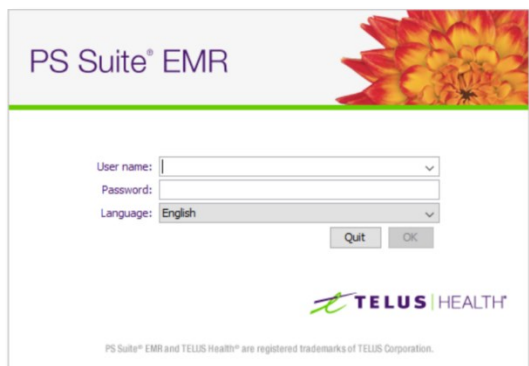 PS Suite® EMR
User name:
Password:
Language: English
Quit OK
TELUS | HEALTH®
PS Suite® EMR and TELUS Health® are registered trademarks of TELUS Corporation.